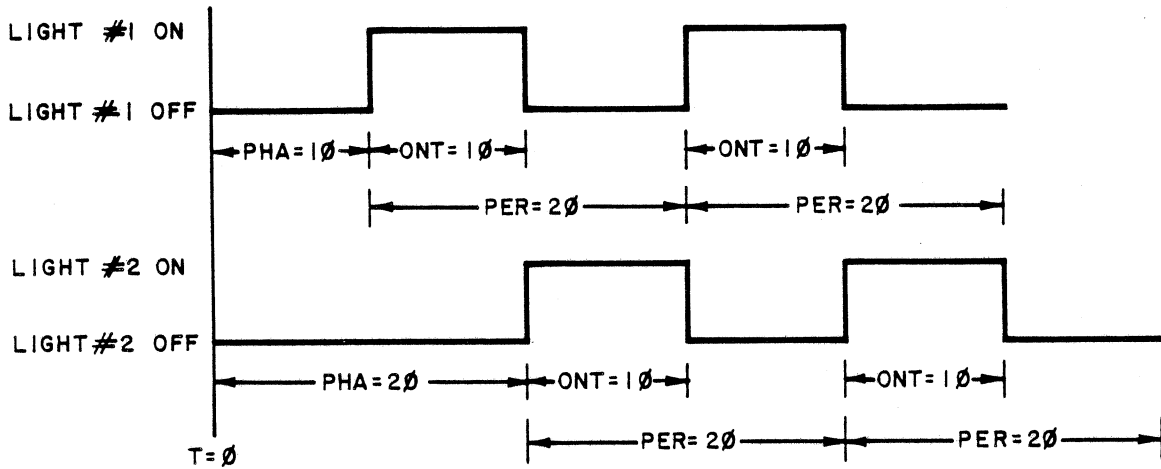 LIGHT #1 ON
LIGHT #1 OFF
PHA=1Ø ONT=1Ø ONT=1Ø
PER=2Ø PER=2Ø
LIGHT #2 ON
LIGHT #2 OFF
PHA=2Ø ONT=1Ø ONT=1Ø
PER=2Ø PER=2Ø
T=Ø